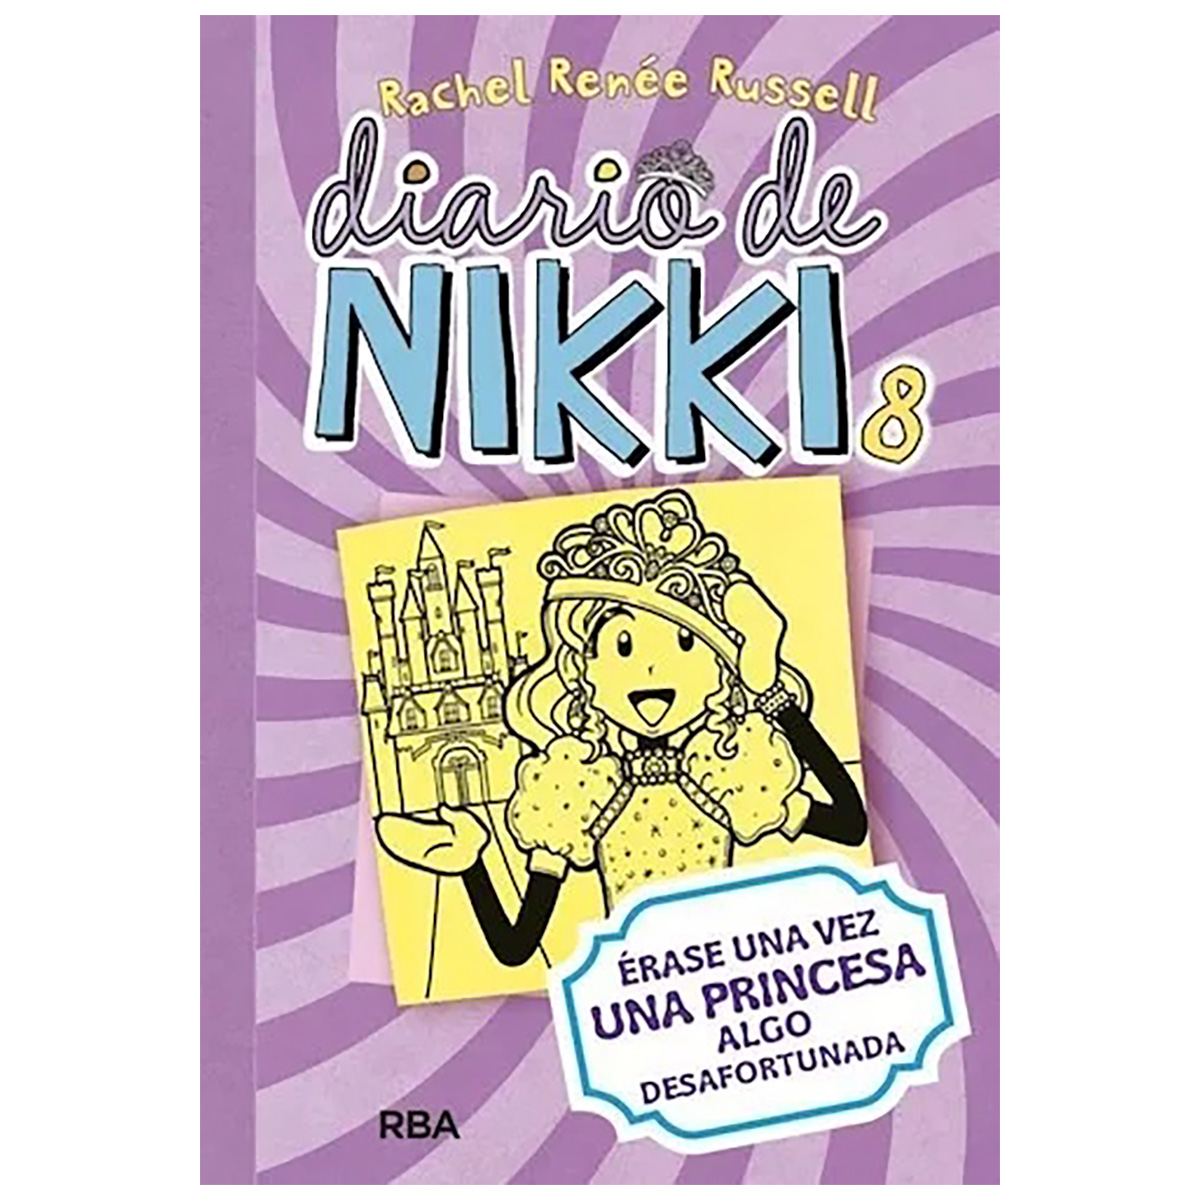 Rachel Renée Russell
diario de
NIKKI 8
ÉRASE UNA VEZ
UNA PRINCESA
ALGO
DESAFORTUNADA
RBA